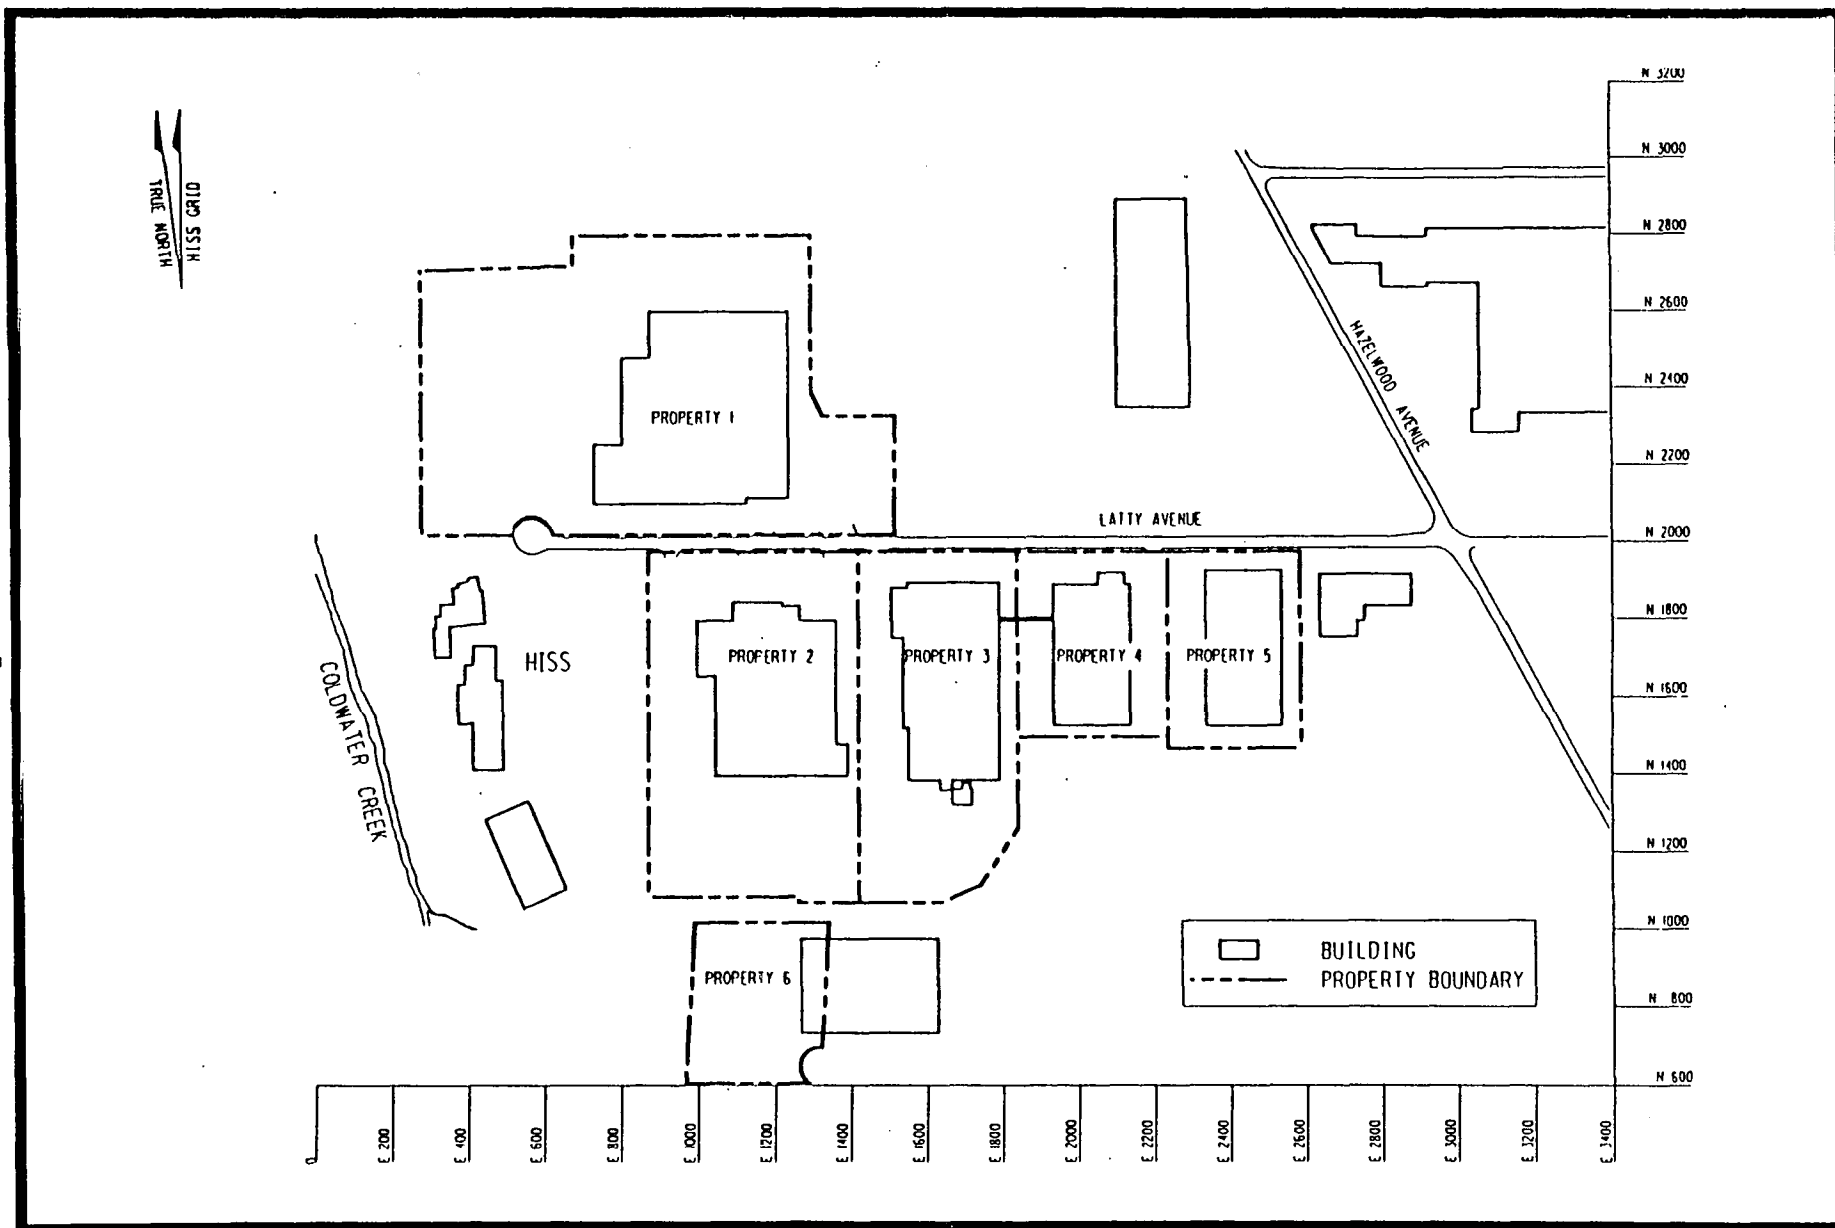 N 3200
N 3000
HISS GRID
TRUE NORTH
N 2800
N 2600
HAZELWOOD AVENUE
N 2400
PROPERTY 1
N 2200
LATTY AVENUE
N 2000
N 1800
HISS
PROPERTY 2
PROPERTY 3
PROPERTY 4
PROPERTY 5
N 1600
COLDWATER CREEK
N 1400
N 1200
N 1000
BUILDING
PROPERTY 6
PROPERTY BOUNDARY
N 800
N 600
0
E 200
E 400
E 600
E 800
E 1000
E 1200
E 1400
E 1600
E 1800
E 2000
E 2200
E 2400
E 2600
E 2800
E 3000
E 3200
E 3400